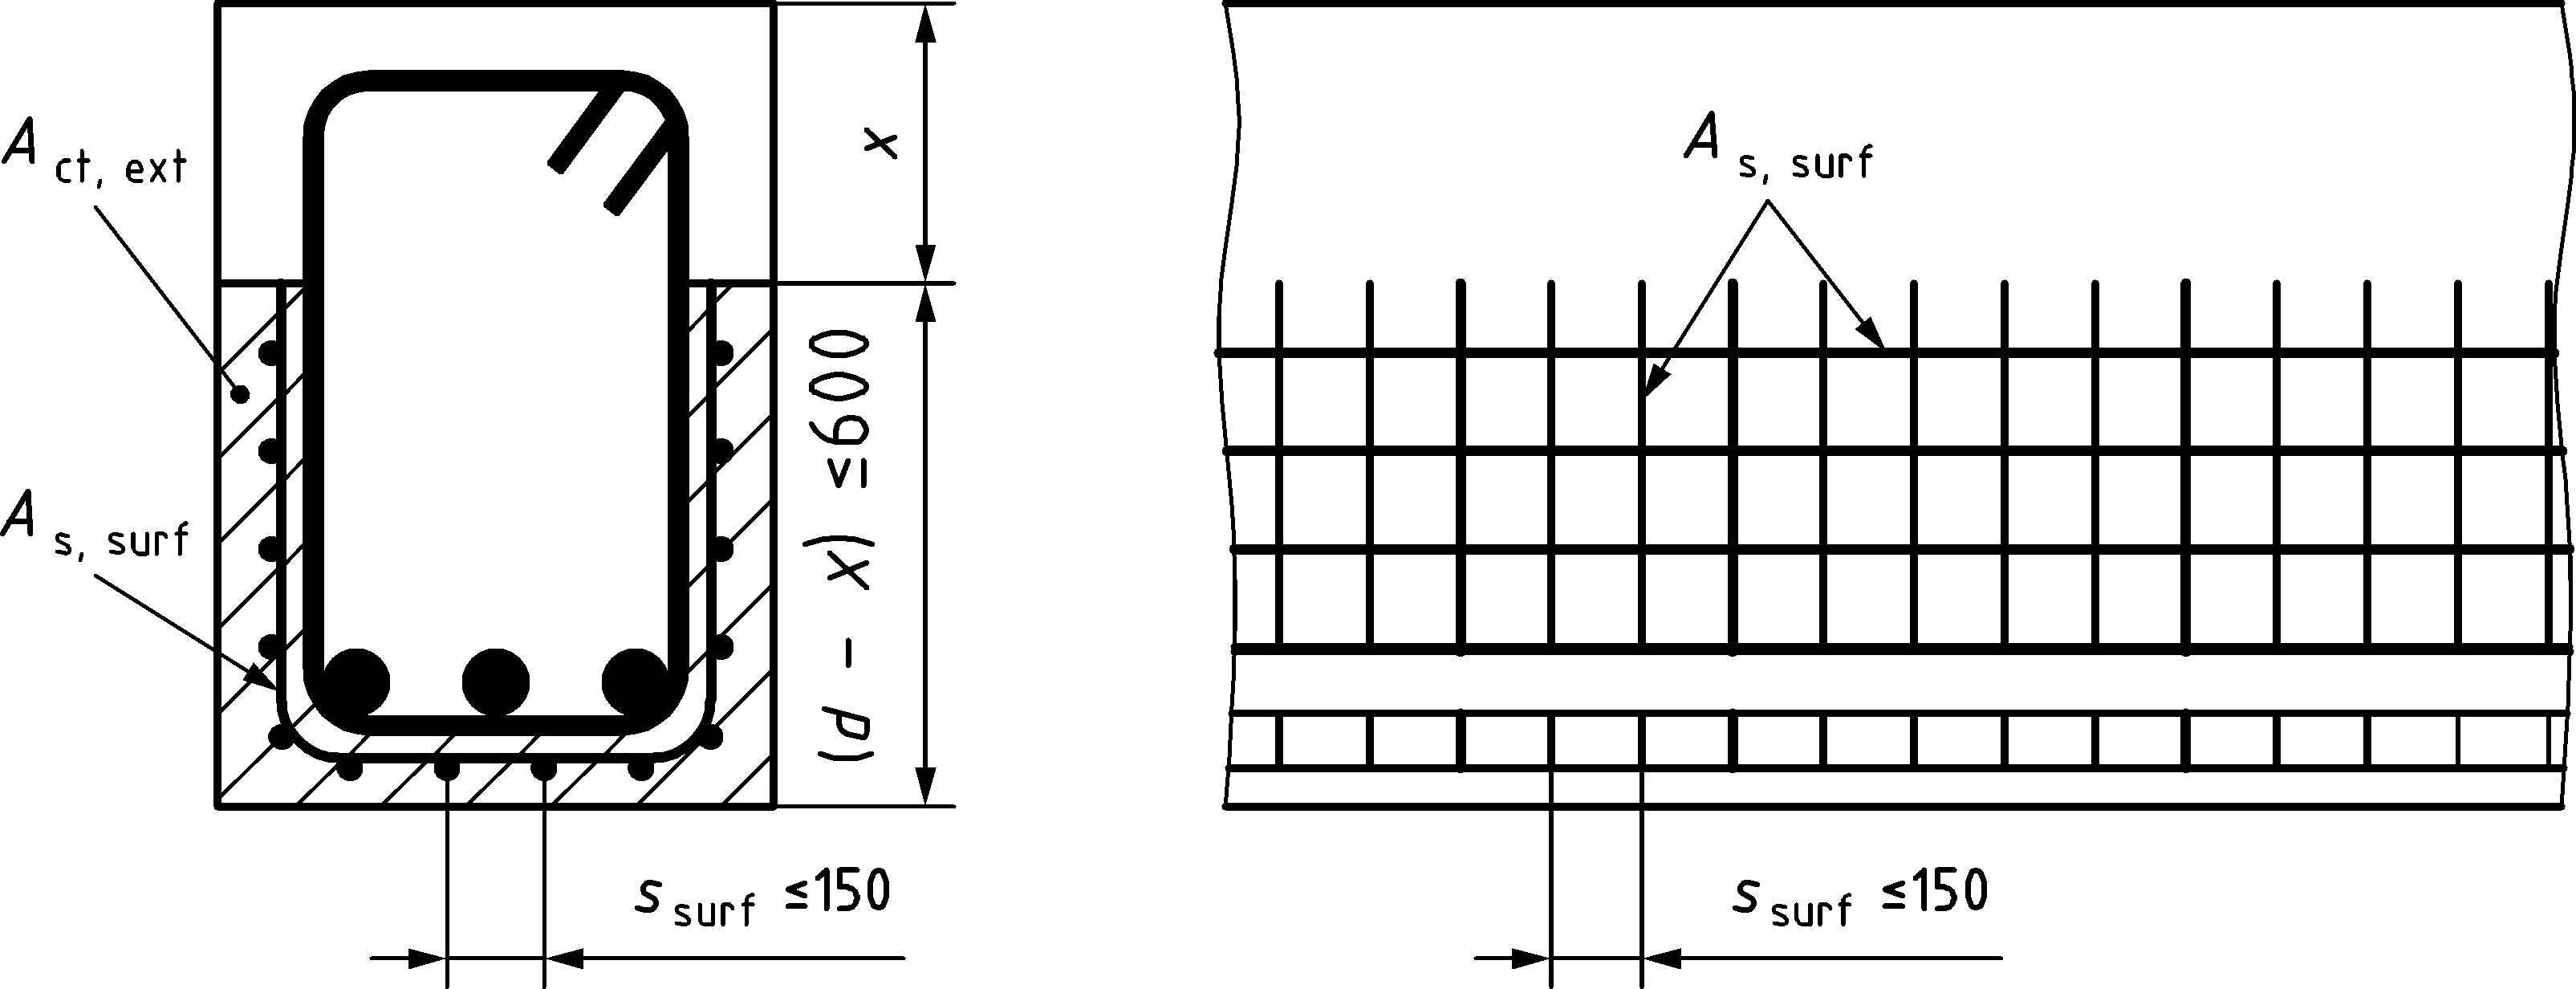 A ct, ext
x
A s, surf
(d – x) ≤600
A s, surf
s surf ≤150
s surf ≤150